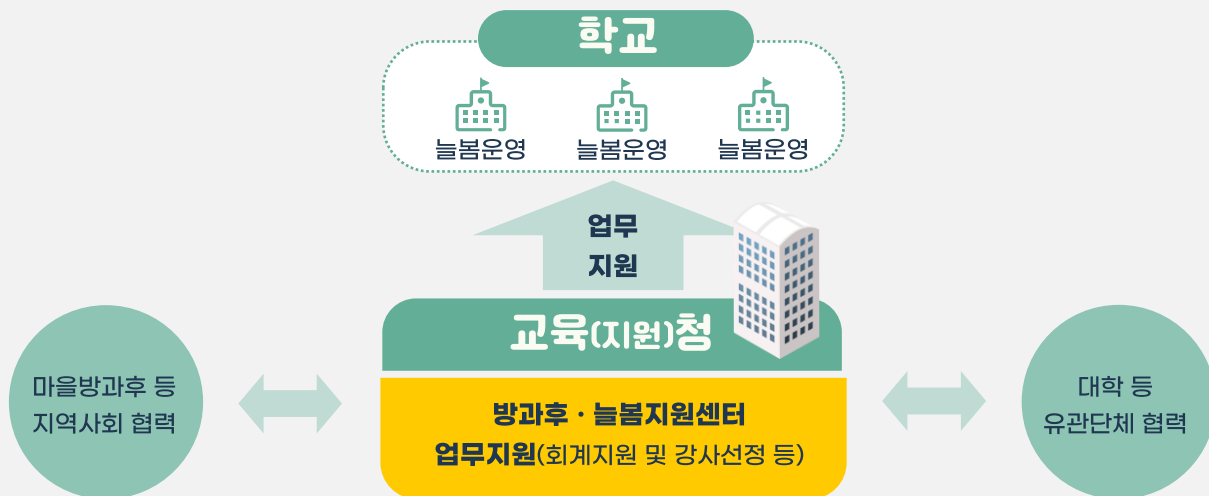 학교
늘봄운영
늘봄운영
늘봄운영
업무
지원
교육(지원)청
마을방과후 등
지역사회 협력
방과후 · 늘봄지원센터
업무지원(회계지원 및 강사선정 등)
대학 등
유관단체 협력